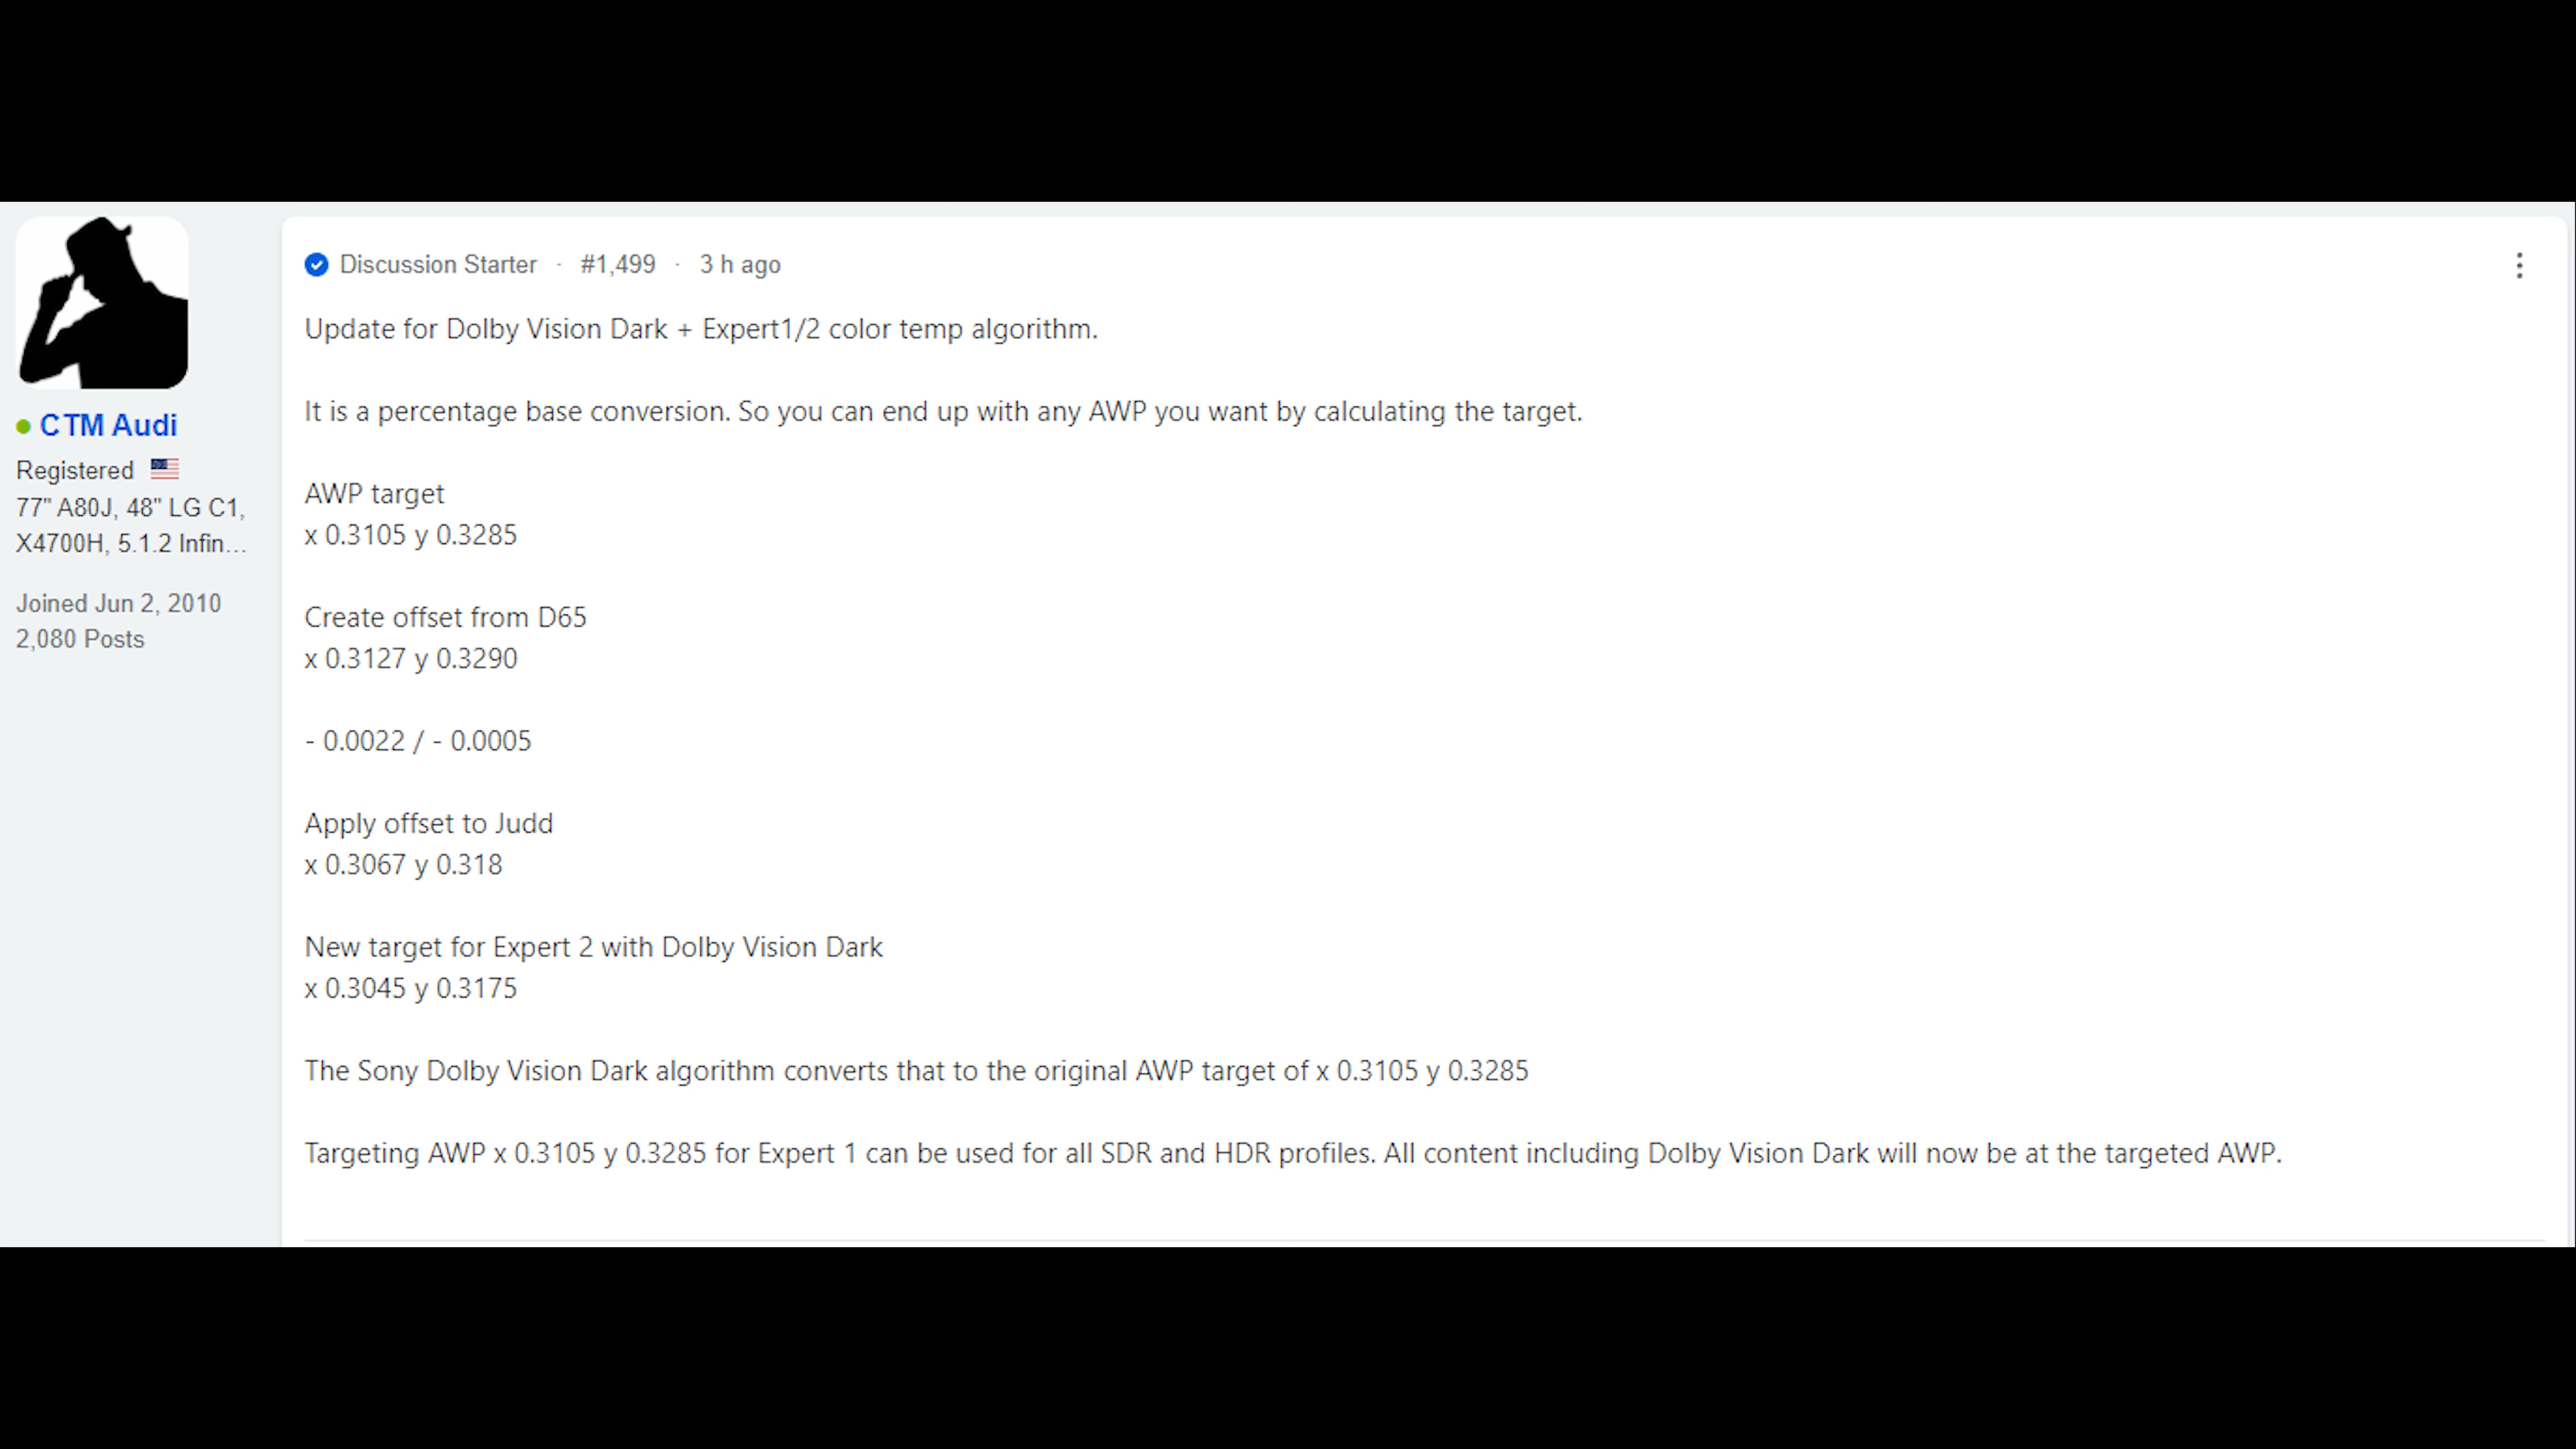 CTM Audi
Registered
77" A80J, 48" LG C1,
X4700H, 5.1.2 Infin...
Joined Jun 2, 2010
2,080 Posts
Discussion Starter · #1,499 · 3 h ago
Update for Dolby Vision Dark + Expert1/2 color temp algorithm.
It is a percentage base conversion. So you can end up with any AWP you want by calculating the target.
AWP target
x 0.3105 y 0.3285
Create offset from D65
x 0.3127 y 0.3290
- 0.0022 / - 0.0005
Apply offset to Judd
x 0.3067 y 0.318
New target for Expert 2 with Dolby Vision Dark
x 0.3045 y 0.3175
The Sony Dolby Vision Dark algorithm converts that to the original AWP target of x 0.3105 y 0.3285
Targeting AWP x 0.3105 y 0.3285 for Expert 1 can be used for all SDR and HDR profiles. All content including Dolby Vision Dark will now be at the targeted AWP.